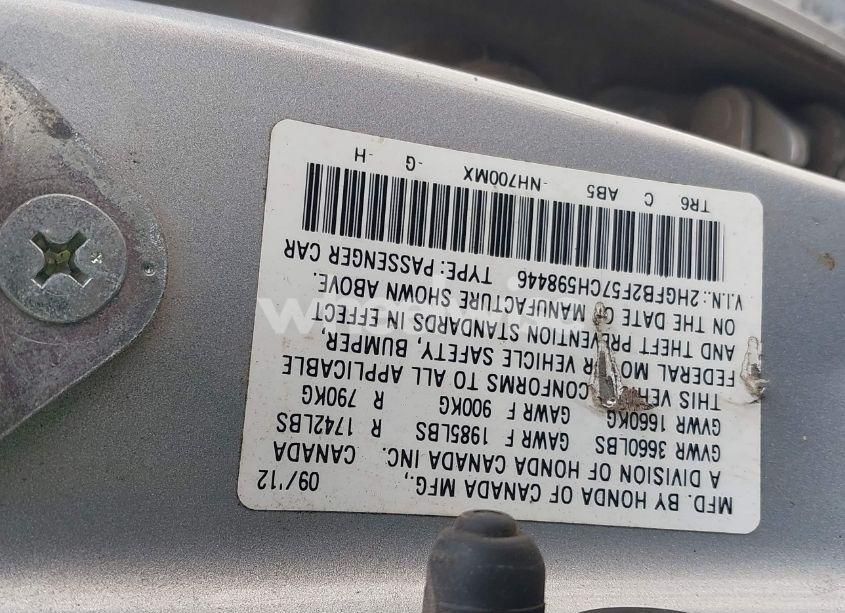 MFD. BY HONDA OF CANADA MFG., 09/'12
A DIVISION OF HONDA CANADA INC. CANADA
GVWR 3660LBS GAWR F 1985LBS R 1742LBS
GVWR 1660KG GAWR F 900KG R 790KG
THIS CONFORMS TO ALL APPLICABLE
FEDERAL VEHICLE SAFETY, BUMPER,
AND THEFT PREVENTION STANDARDS IN EFFECT
ON THE DATE MANUFACTURE SHOWN ABOVE.
V.I.N.: 2HGFB2F57CH598446 TYPE: PASSENGER CAR
TR6 C AB5 -NH700MX -G -H